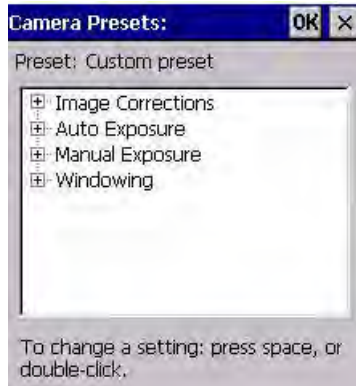 Camera Presets: OK ×
Preset: Custom preset
Image Corrections
Auto Exposure
Manual Exposure
Windowing
To change a setting: press space, or
double-click.